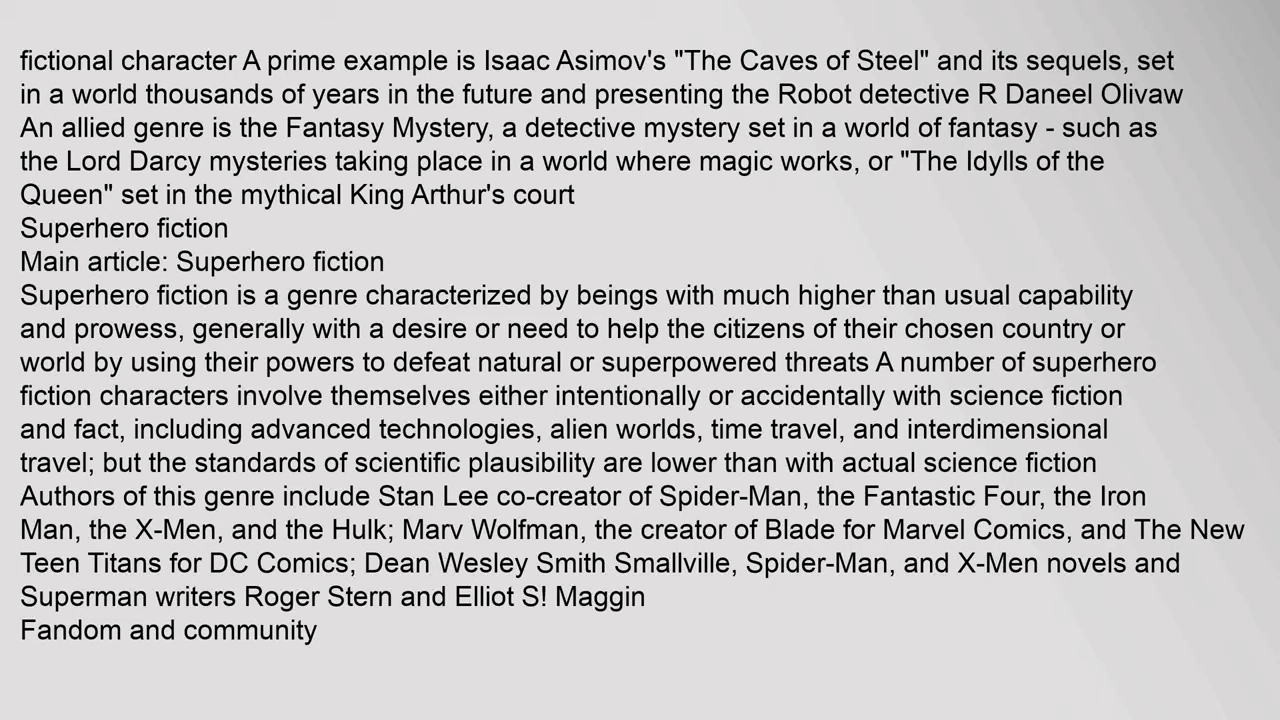 fictional character A prime example is Isaac Asimov's "The Caves of Steel" and its sequels, set
in a world thousands of years in the future and presenting the Robot detective R Daneel Olivaw
An allied genre is the Fantasy Mystery, a detective mystery set in a world of fantasy - such as
the Lord Darcy mysteries taking place in a world where magic works, or "The Idylls of the
Queen" set in the mythical King Arthur's court
Superhero fiction
Main article: Superhero fiction
Superhero fiction is a genre characterized by beings with much higher than usual capability
and prowess, generally with a desire or need to help the citizens of their chosen country or
world by using their powers to defeat natural or superpowered threats A number of superhero
fiction characters involve themselves either intentionally or accidentally with science fiction
and fact, including advanced technologies, alien worlds, time travel, and interdimensional
travel; but the standards of scientific plausibility are lower than with actual science fiction
Authors of this genre include Stan Lee co-creator of Spider-Man, the Fantastic Four, the Iron
Man, the X-Men, and the Hulk; Marv Wolfman, the creator of Blade for Marvel Comics, and The New
Teen Titans for DC Comics; Dean Wesley Smith Smallville, Spider-Man, and X-Men novels and
Superman writers Roger Stern and Elliot S! Maggin
Fandom and community